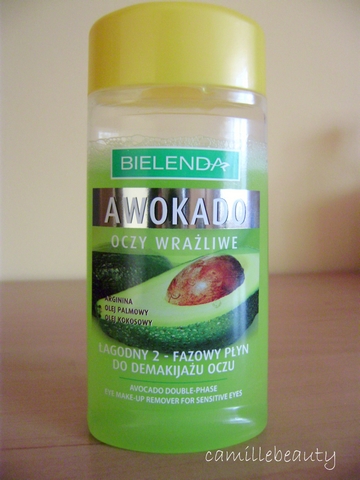 BIELENDA
AWOKADO
OCZY WRAŻLIWE
ARGININA
OLEJ PALMOWY
OLEJ KOKOSOWY
ŁAGODNY 2 - FAZOWY PŁYN
DO DEMAKIJAŻU OCZU
AVOCADO DOUBLE-PHASE
EYE MAKE-UP REMOVER FOR SENSITIVE EYES
camillebeauty